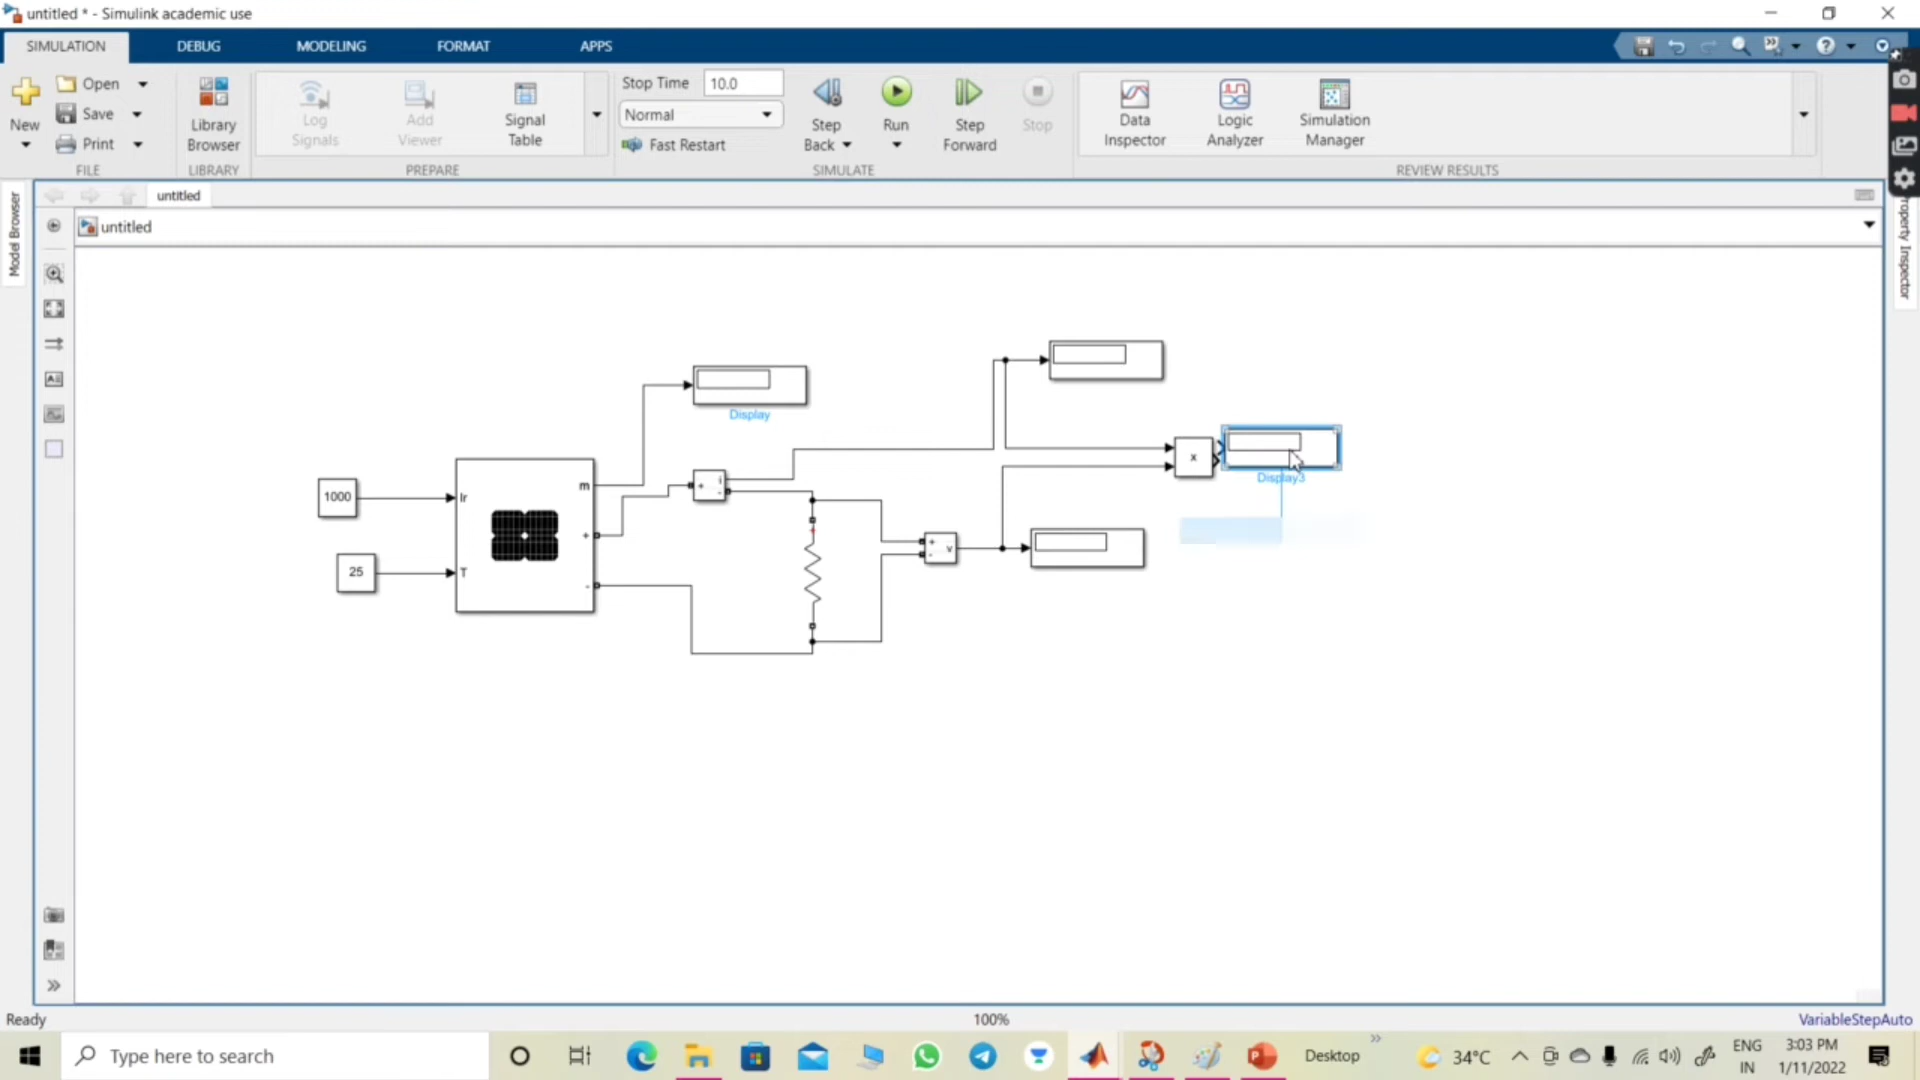 untitled * - Simulink academic use
SIMULATION
DEBUG
MODELING
FORMAT
APPS
New
Open
Save
Print
FILE
Library
Browser
LIBRARY
Log
Signals
Add
Viewer
Signal
Table
PREPARE
Stop Time
10.0
Normal
Fast Restart
Step
Back
Run
Step
Forward
Stop
SIMULATE
Data
Inspector
Logic
Analyzer
Simulation
Manager
REVIEW RESULTS
Model Browser
untitled
untitled
Property Inspector
Display
1000
Ir
m
+
25
T
-
+
i
-
+
-
v
x
Display3
Ready
100%
VariableStepAuto
Type here to search
Desktop
34°C
ENG
IN
3:03 PM
1/11/2022